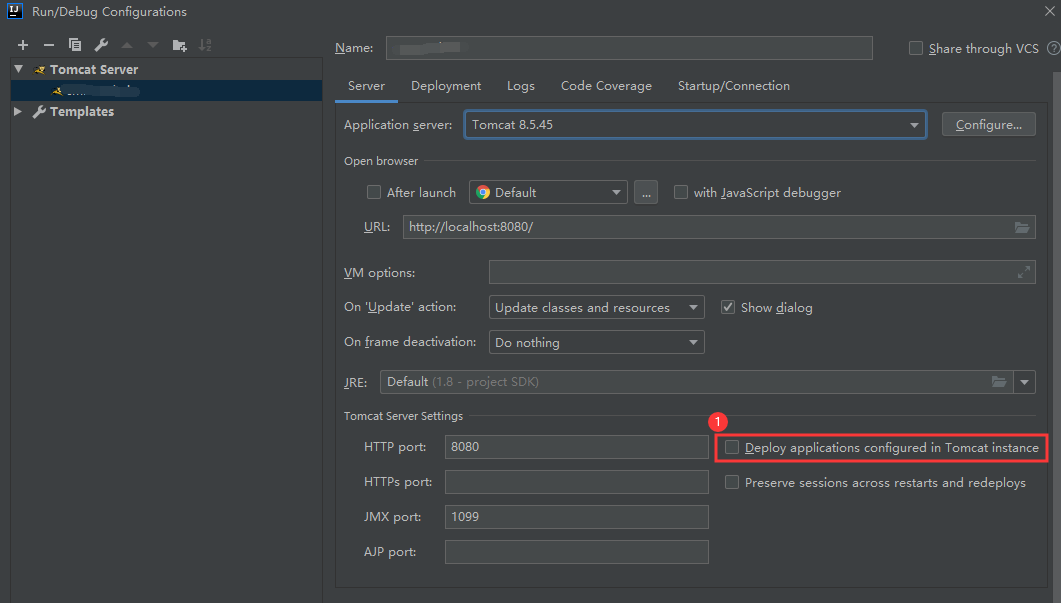 Run/Debug Configurations
Name:
Share through VCS
Tomcat Server
Templates
Server Deployment Logs Code Coverage Startup/Connection
Application server: Tomcat 8.5.45 Configure...
Open browser
After launch Default ... with JavaScript debugger
URL: http://localhost:8080/
VM options:
On 'Update' action: Update classes and resources Show dialog
On frame deactivation: Do nothing
JRE: Default (1.8 - project SDK)
Tomcat Server Settings
1
HTTP port: 8080 Deploy applications configured in Tomcat instance
HTTPs port: Preserve sessions across restarts and redeploys
JMX port: 1099
AJP port: